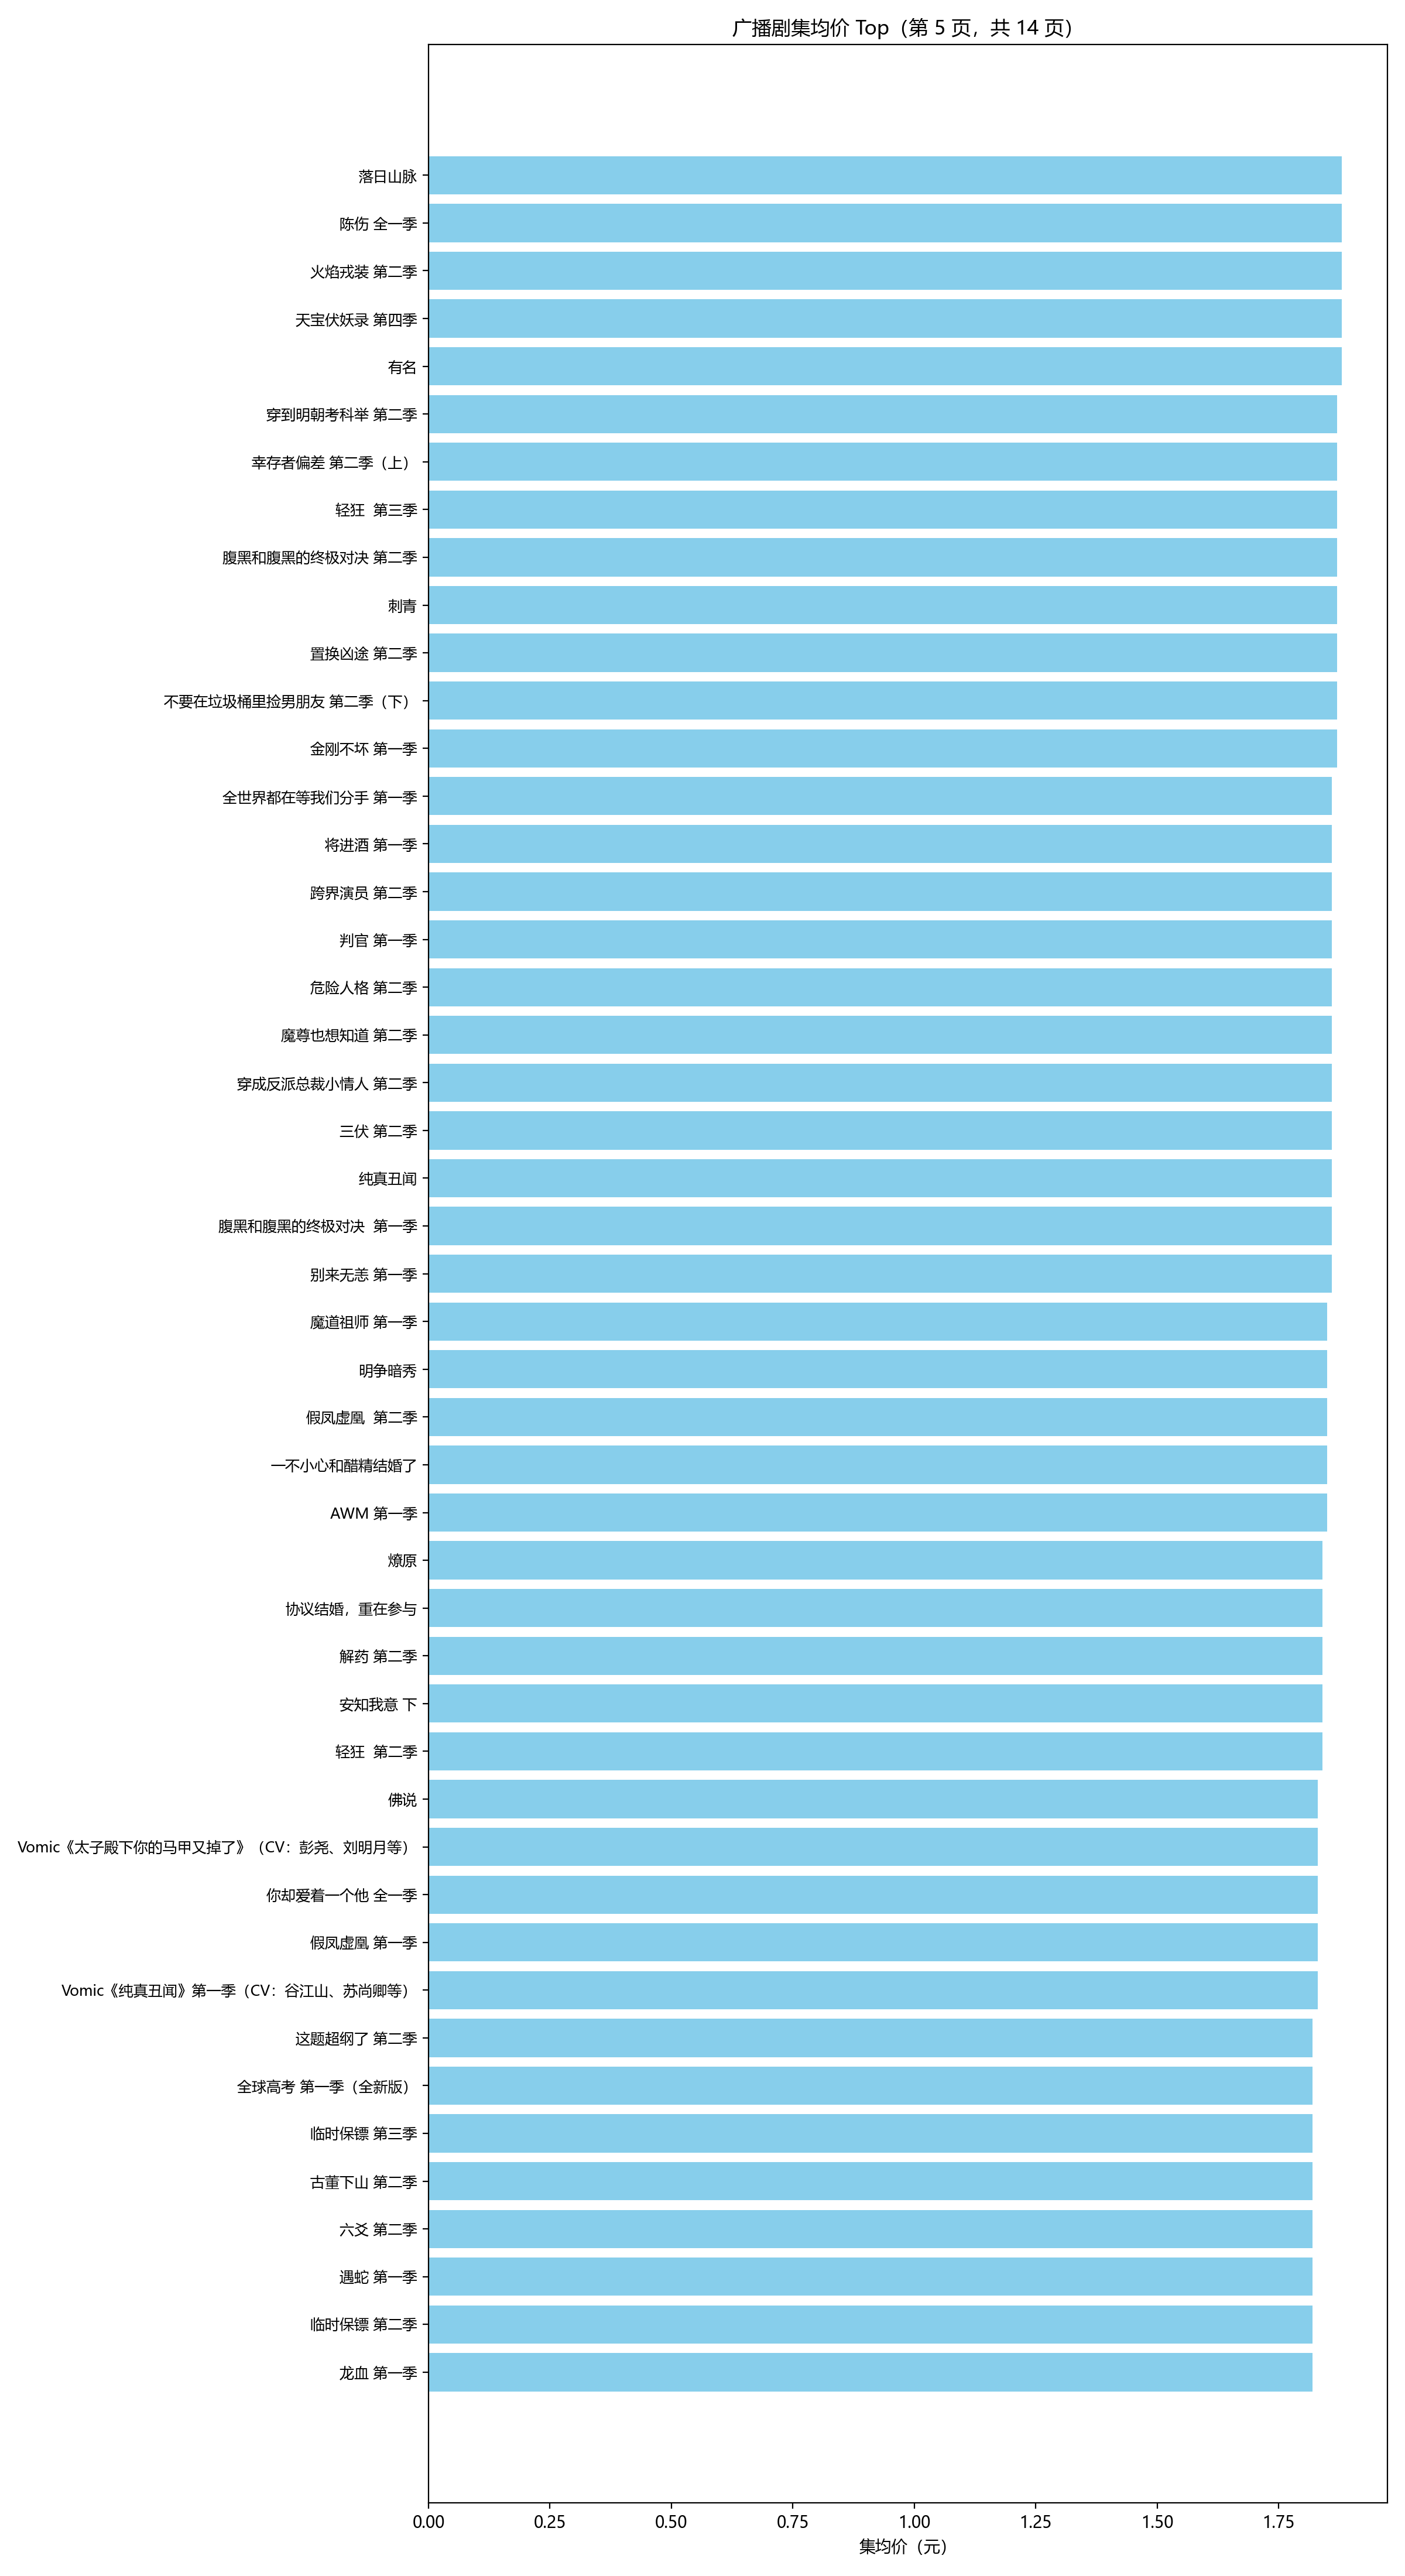 广播剧集均价 Top（第 5 页，共 14 页）
落日山脉
陈伤 全一季
火焰戎装 第二季
天宝伏妖录 第四季
有名
穿到明朝考科举 第二季
幸存者偏差 第二季（上）
轻狂  第三季
腹黑和腹黑的终极对决 第二季
刺青
置换凶途 第二季
不要在垃圾桶里捡男朋友 第二季（下）
金刚不坏 第一季
全世界都在等我们分手 第一季
将进酒 第一季
跨界演员 第二季
判官 第一季
危险人格 第二季
魔尊也想知道 第二季
穿成反派总裁小情人 第二季
三伏 第二季
纯真丑闻
腹黑和腹黑的终极对决  第一季
别来无恙 第一季
魔道祖师 第一季
明争暗秀
假凤虚凰  第二季
一不小心和醋精结婚了
AWM 第一季
燎原
协议结婚，重在参与
解药 第二季
安知我意 下
轻狂  第二季
佛说
Vomic《太子殿下你的马甲又掉了》（CV：彭尧、刘明月等）
你却爱着一个他 全一季
假凤虚凰 第一季
Vomic《纯真丑闻》第一季（CV：谷江山、苏尚卿等）
这题超纲了 第二季
全球高考 第一季（全新版）
临时保镖 第三季
古董下山 第二季
六爻 第二季
遇蛇 第一季
临时保镖 第二季
龙血 第一季
0.00 0.25 0.50 0.75 1.00 1.25 1.50 1.75
集均价（元）